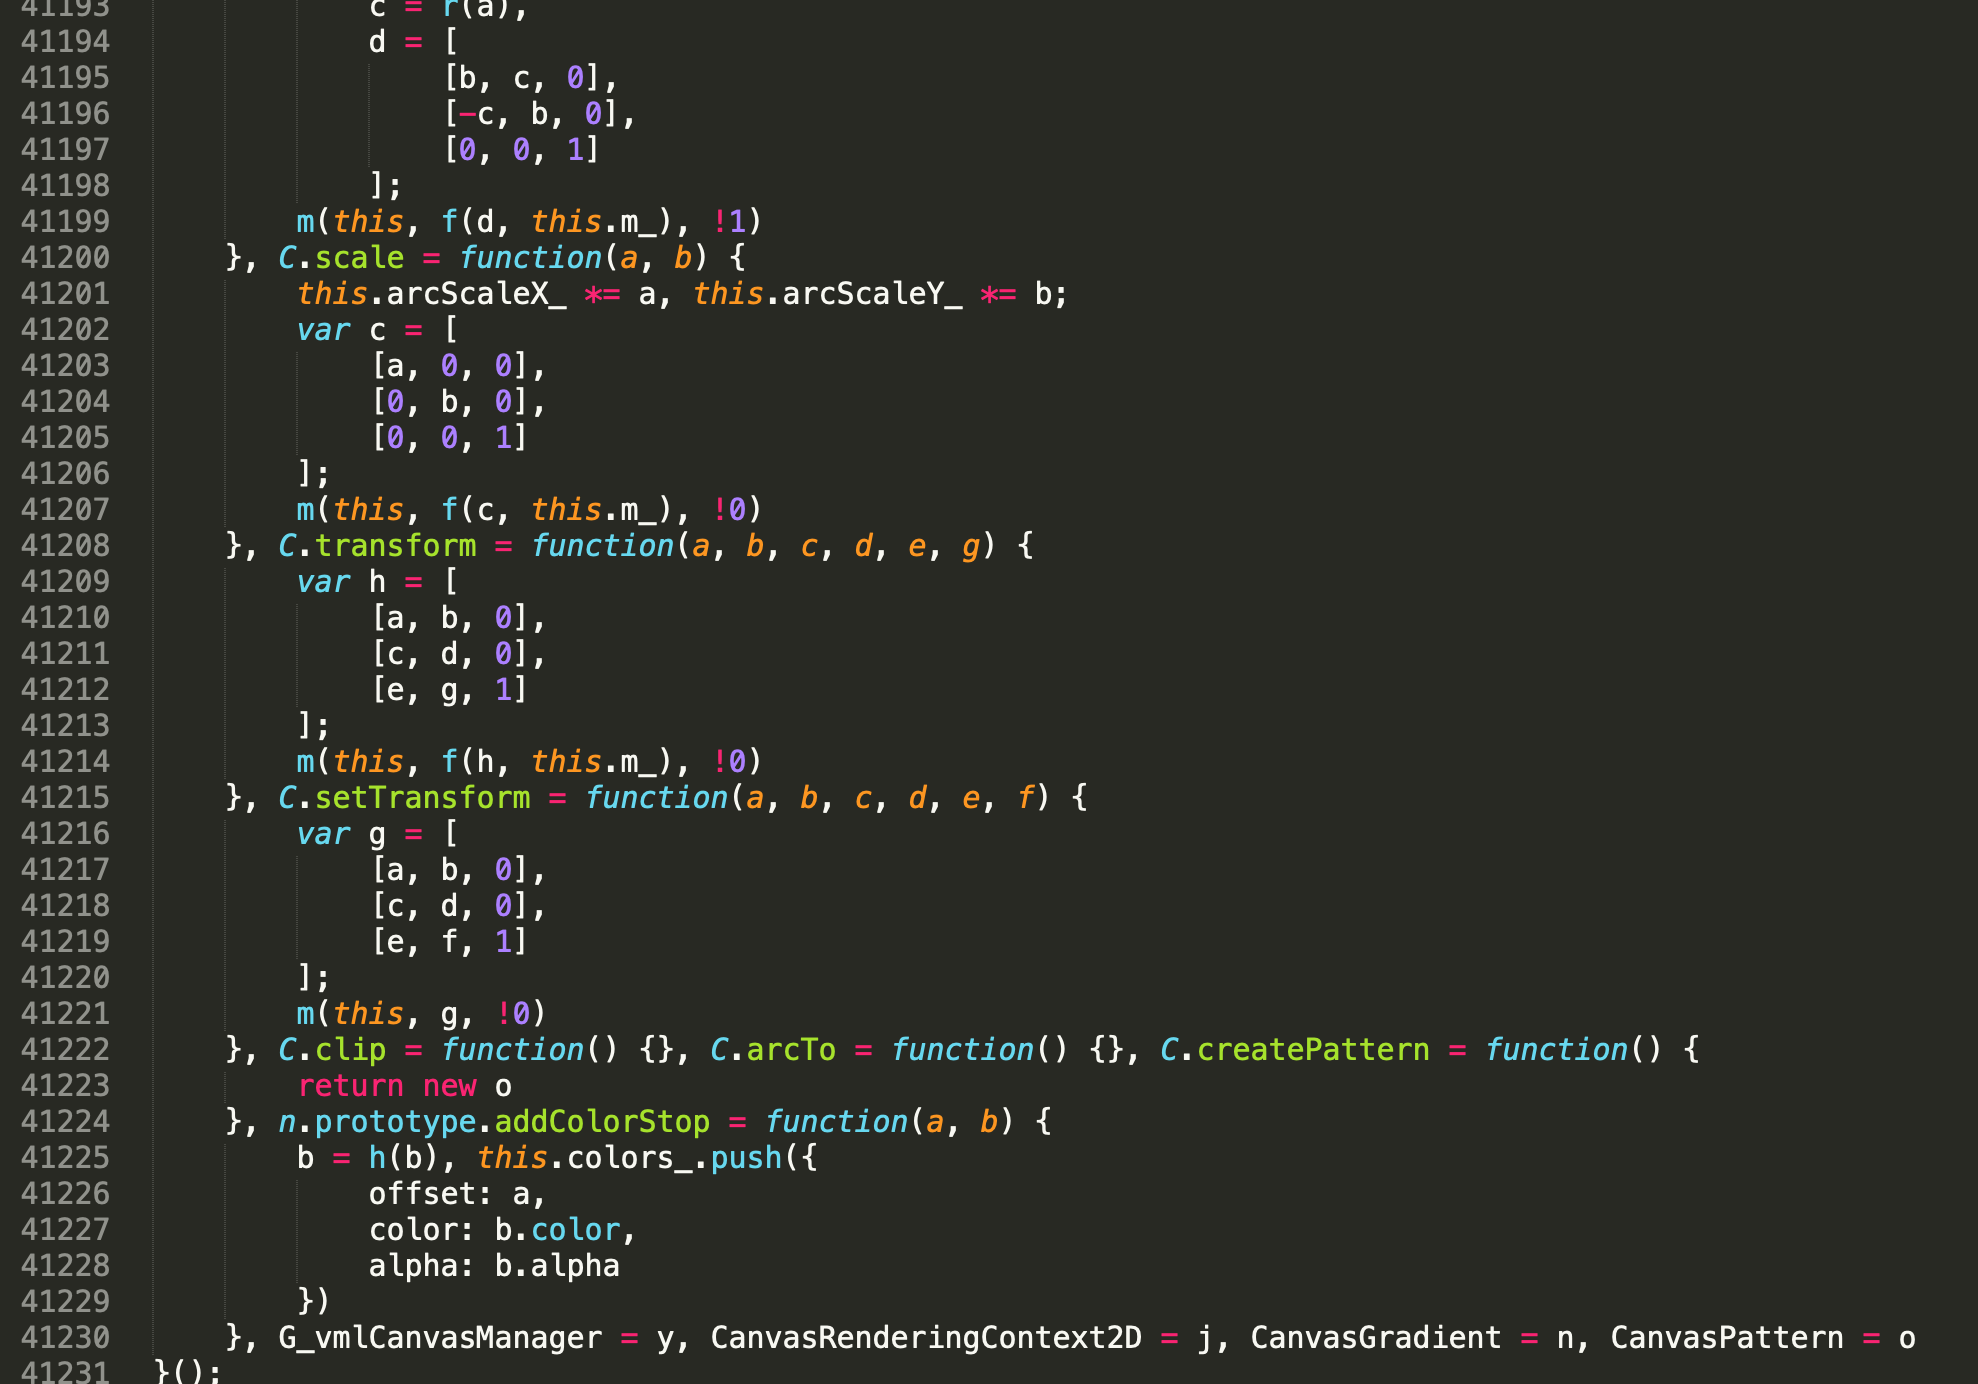 41193 c = r(a),
41194 d = [
41195 [b, c, 0],
41196 [-c, b, 0],
41197 [0, 0, 1]
41198 ];
41199 m(this, f(d, this.m_), !1)
41200 }, C.scale = function(a, b) {
41201 this.arcScaleX_ *= a, this.arcScaleY_ *= b;
41202 var c = [
41203 [a, 0, 0],
41204 [0, b, 0],
41205 [0, 0, 1]
41206 ];
41207 m(this, f(c, this.m_), !0)
41208 }, C.transform = function(a, b, c, d, e, g) {
41209 var h = [
41210 [a, b, 0],
41211 [c, d, 0],
41212 [e, g, 1]
41213 ];
41214 m(this, f(h, this.m_), !0)
41215 }, C.setTransform = function(a, b, c, d, e, f) {
41216 var g = [
41217 [a, b, 0],
41218 [c, d, 0],
41219 [e, f, 1]
41220 ];
41221 m(this, g, !0)
41222 }, C.clip = function() {}, C.arcTo = function() {}, C.createPattern = function() {
41223 return new o
41224 }, n.prototype.addColorStop = function(a, b) {
41225 b = h(b), this.colors_.push({
41226 offset: a,
41227 color: b.color,
41228 alpha: b.alpha
41229 })
41230 }, G_vmlCanvasManager = y, CanvasRenderingContext2D = j, CanvasGradient = n, CanvasPattern = o
41231 }();